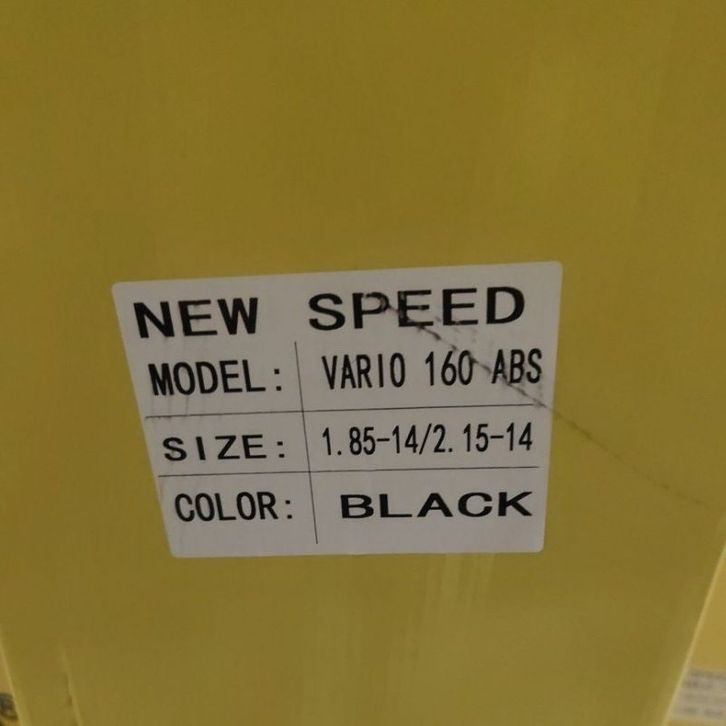 NEW SPEED
MODEL: VARIO 160 ABS
SIZE: 1.85-14/2.15-14
COLOR: BLACK